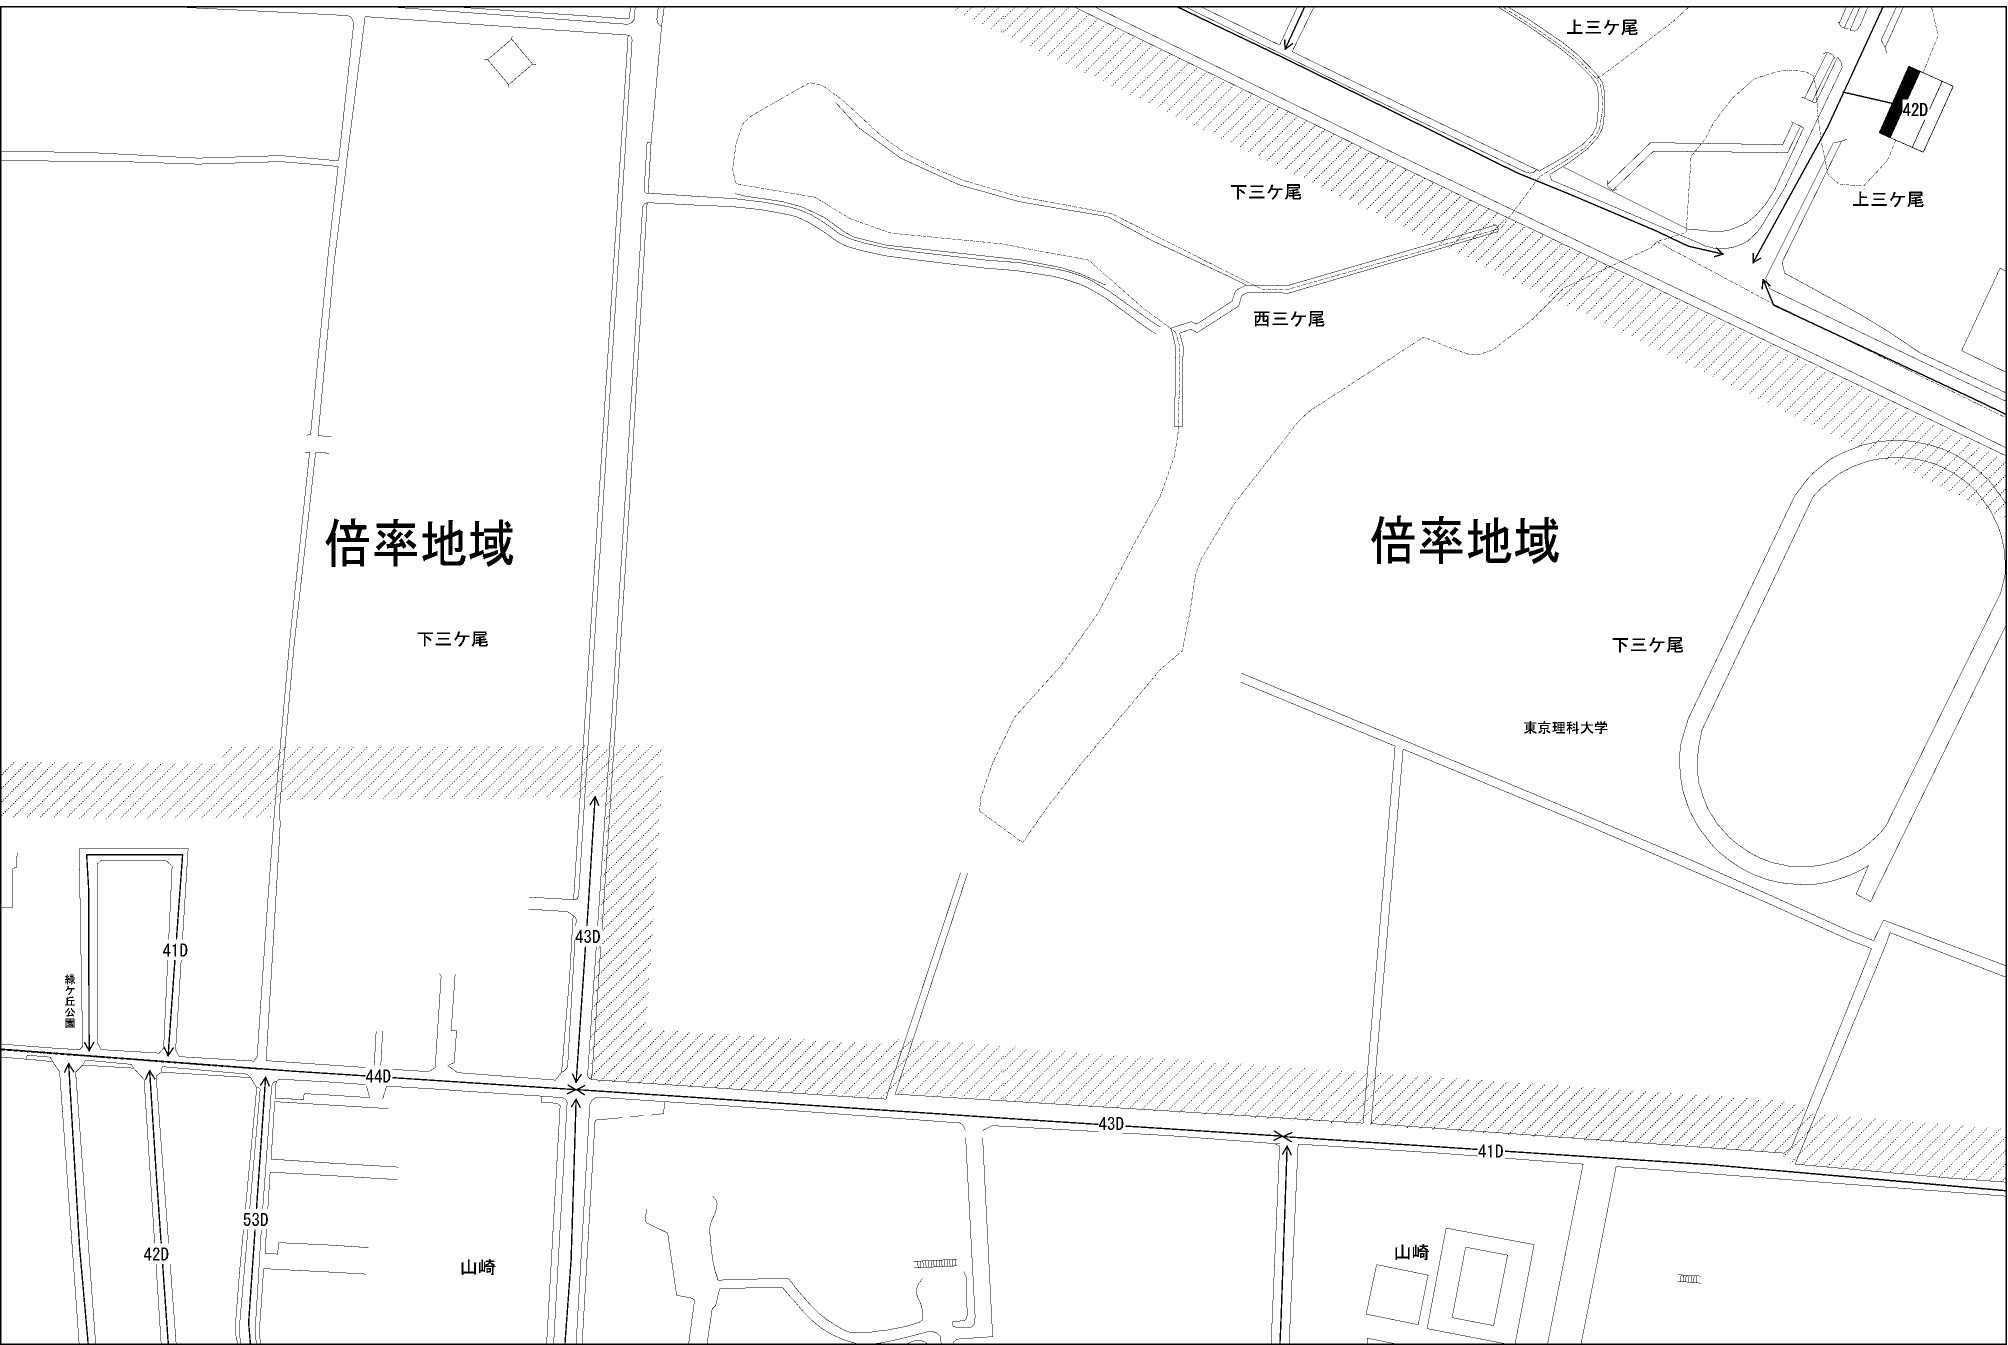 上三ケ尾
42D
下三ケ尾
上三ケ尾
西三ケ尾
倍率地域
倍率地域
下三ケ尾
下三ケ尾
東京理科大学
43D
41D
緑ケ丘公園
44D
43D
41D
53D
42D
山崎
山崎